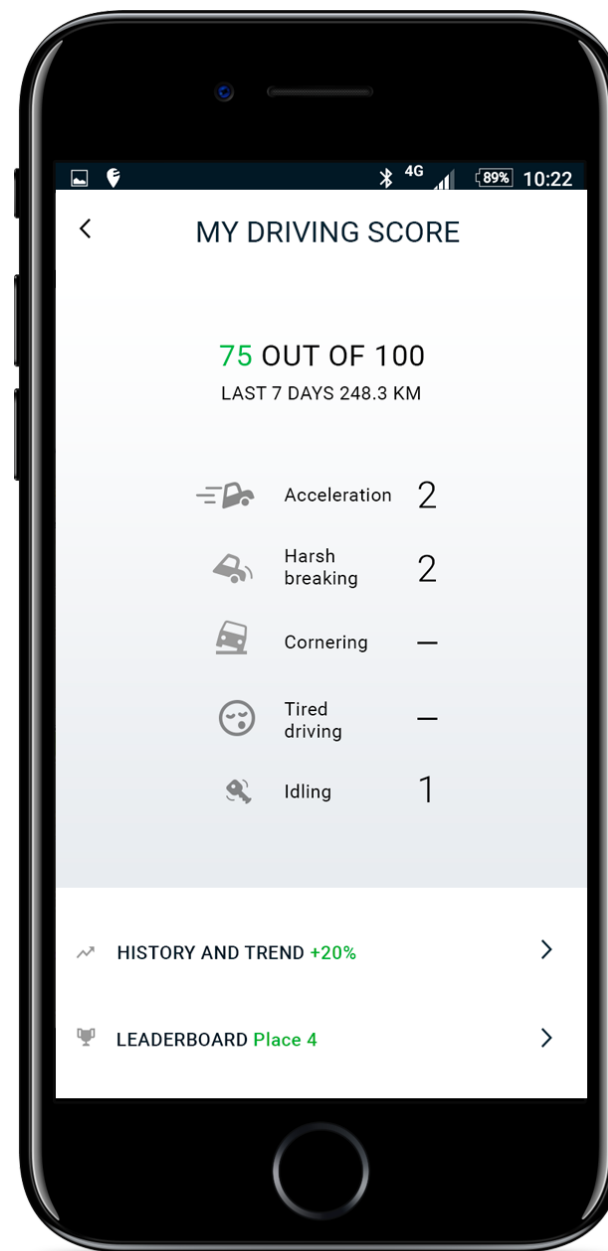 4G 89% 10:22
MY DRIVING SCORE
75 OUT OF 100
LAST 7 DAYS 248.3 KM
Acceleration 2
Harsh
breaking 2
Cornering –
Tired
driving –
Idling 1
HISTORY AND TREND +20%
LEADERBOARD Place 4